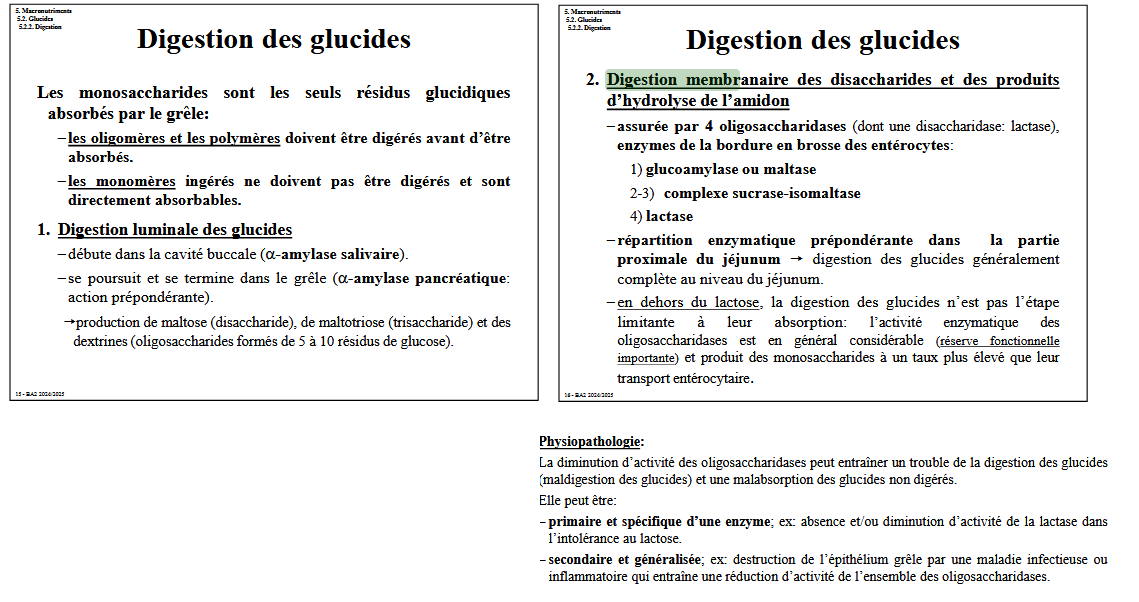 5. Macronutriments
5.2. Glucides
5.2.2. Digestion
Digestion des glucides
Les monosaccharides sont les seuls résidus glucidiques
absorbés par le grêle:
–les oligomères et les polymères doivent être digérés avant d’être
absorbés.
–les monomères ingérés ne doivent pas être digérés et sont
directement absorbables.
1. Digestion luminale des glucides
–débute dans la cavité buccale (α-amylase salivaire).
–se poursuit et se termine dans le grêle (α-amylase pancréatique:
action prépondérante).
→production de maltose (disaccharide), de maltotriose (trisaccharide) et des
dextrines (oligosaccharides formés de 5 à 10 résidus de glucose).
15 - BA2 2024/2025
5. Macronutriments
5.2. Glucides
5.2.2. Digestion
Digestion des glucides
2. Digestion membranaire des disaccharides et des produits
d’hydrolyse de l’amidon
–assurée par 4 oligosaccharidases (dont une disaccharidase: lactase),
enzymes de la bordure en brosse des entérocytes:
1) glucoamylase ou maltase
2-3) complexe sucrase-isomaltase
4) lactase
–répartition enzymatique prépondérante dans la partie
proximale du jéjunum → digestion des glucides généralement
complète au niveau du jéjunum.
–en dehors du lactose, la digestion des glucides n’est pas l’étape
limitante à leur absorption: l’activité enzymatique des
oligosaccharidases est en général considérable (réserve fonctionnelle
importante) et produit des monosaccharides à un taux plus élevé que leur
transport entérocytaire.
16 - BA2 2024/2025
Physiopathologie:
La diminution d’activité des oligosaccharidases peut entraîner un trouble de la digestion des glucides
(maldigestion des glucides) et une malabsorption des glucides non digérés.
Elle peut être:
–primaire et spécifique d’une enzyme; ex: absence et/ou diminution d’activité de la lactase dans
l’intolérance au lactose.
–secondaire et généralisée; ex: destruction de l’épithélium grêle par une maladie infectieuse ou
inflammatoire qui entraîne une réduction d’activité de l’ensemble des oligosaccharidases.